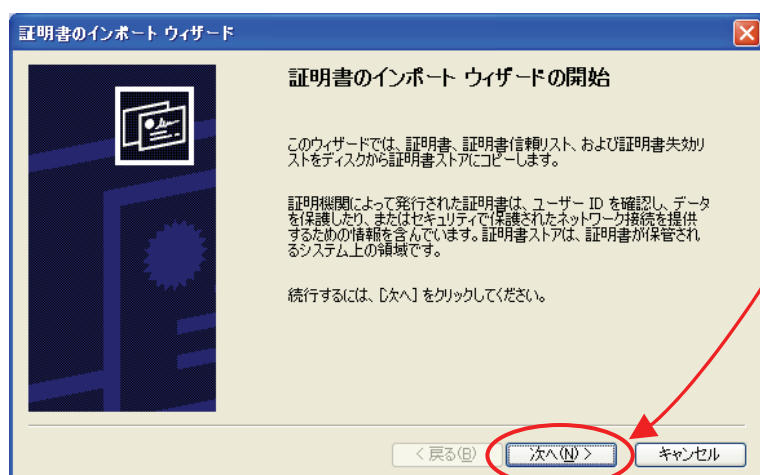 証明書のインポート ウィザード
証明書のインポート ウィザードの開始
このウィザードでは、証明書、証明書信頼リスト、および証明書失効リ
ストをディスクから証明書ストアにコピーします。
証明機関によって発行された証明書は、ユーザー ID を確認し、データ
を保護したり、またはセキュリティで保護されたネットワーク接続を提供
するための情報を含んでいます。証明書ストアは、証明書が保管され
るシステム上の領域です。
続行するには、[次へ] をクリックしてください。
< 戻る(B)
次へ(N) >
キャンセル